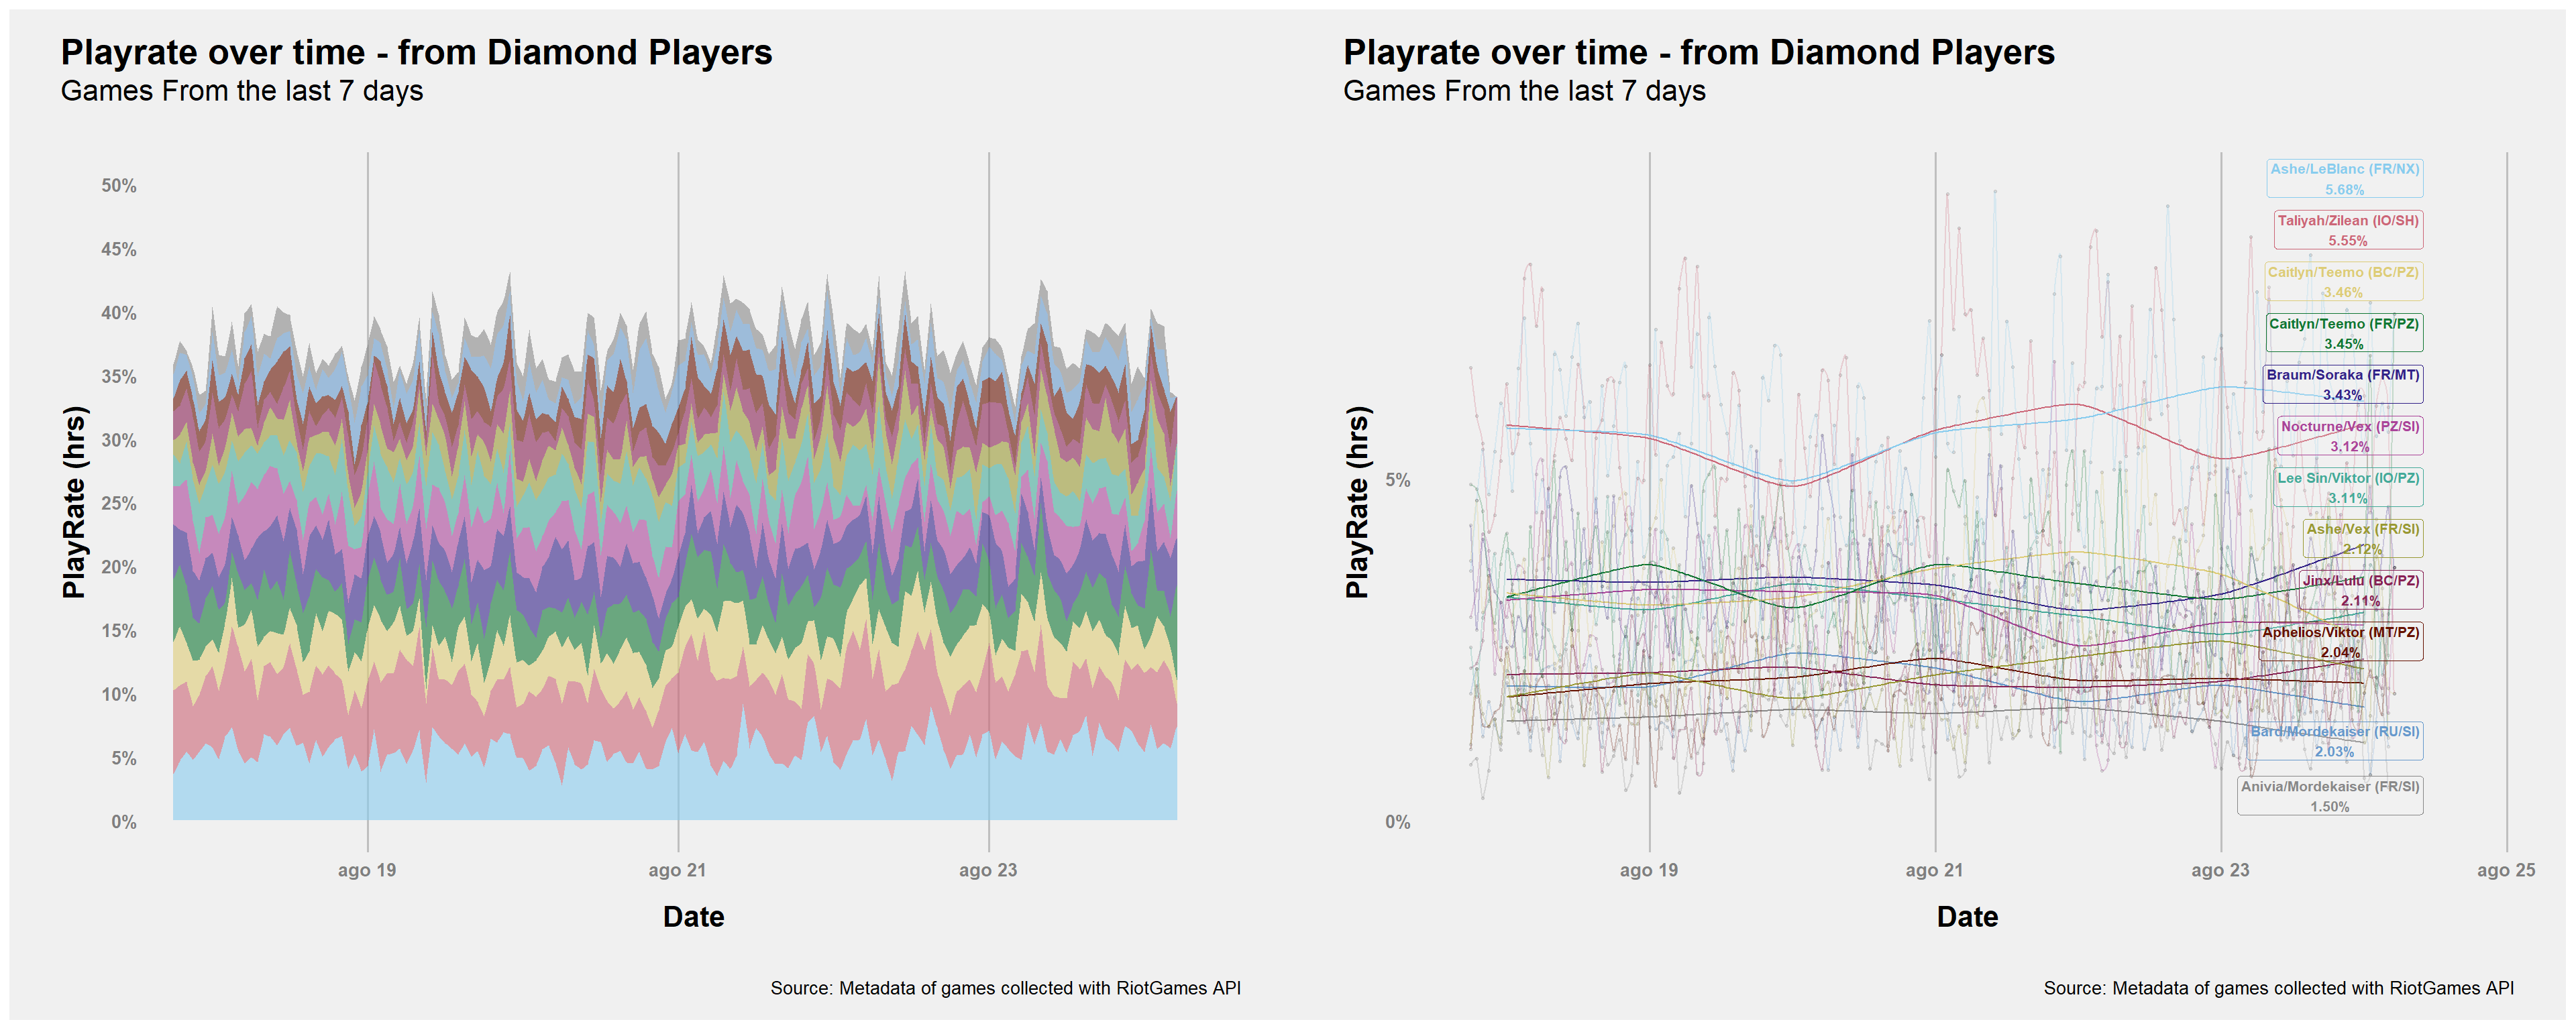 Playrate over time - from Diamond Players
Games From the last 7 days
PlayRate (hrs)
50%
45%
40%
35%
30%
25%
20%
15%
10%
5%
0%
ago 19
ago 21
ago 23
Date
Source: Metadata of games collected with RiotGames API
Playrate over time - from Diamond Players
Games From the last 7 days
PlayRate (hrs)
5%
0%
Ashe/LeBlanc (FR/NX)
5.68%
Taliyah/Zilean (IO/SH)
5.55%
Caitlyn/Teemo (BC/PZ)
3.46%
Caitlyn/Teemo (FR/PZ)
3.45%
Braum/Soraka (FR/MT)
3.43%
Nocturne/Vex (PZ/SI)
3.12%
Lee Sin/Viktor (IO/PZ)
3.11%
Ashe/Vex (FR/SI)
2.12%
Jinx/Lulu (BC/PZ)
2.11%
Aphelios/Viktor (MT/PZ)
2.04%
Bard/Mordekaiser (RU/SI)
2.03%
Anivia/Mordekaiser (FR/SI)
1.50%
ago 19
ago 21
ago 23
ago 25
Date
Source: Metadata of games collected with RiotGames API